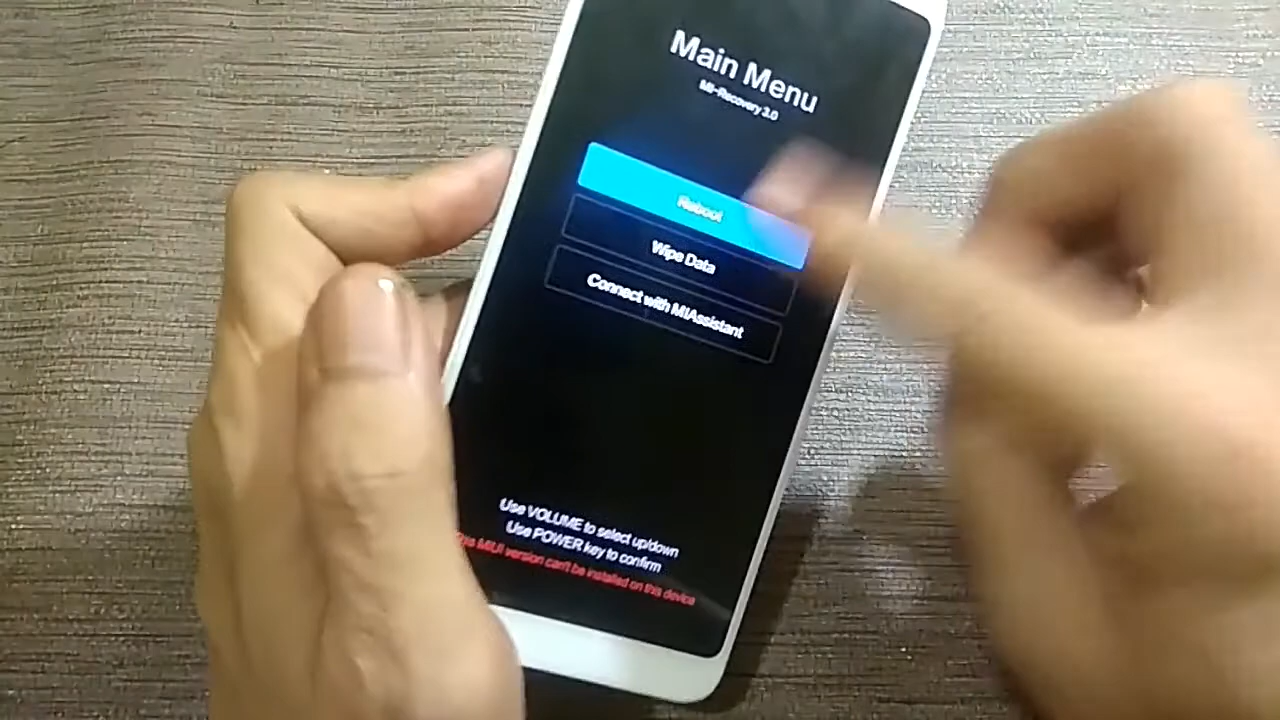 Main Menu
Mi-Recovery 3.0
Reboot
Wipe Data
Connect with MIAssistant
Use VOLUME to select up/down
Use POWER key to confirm
This MIUI version can't be installed on this device